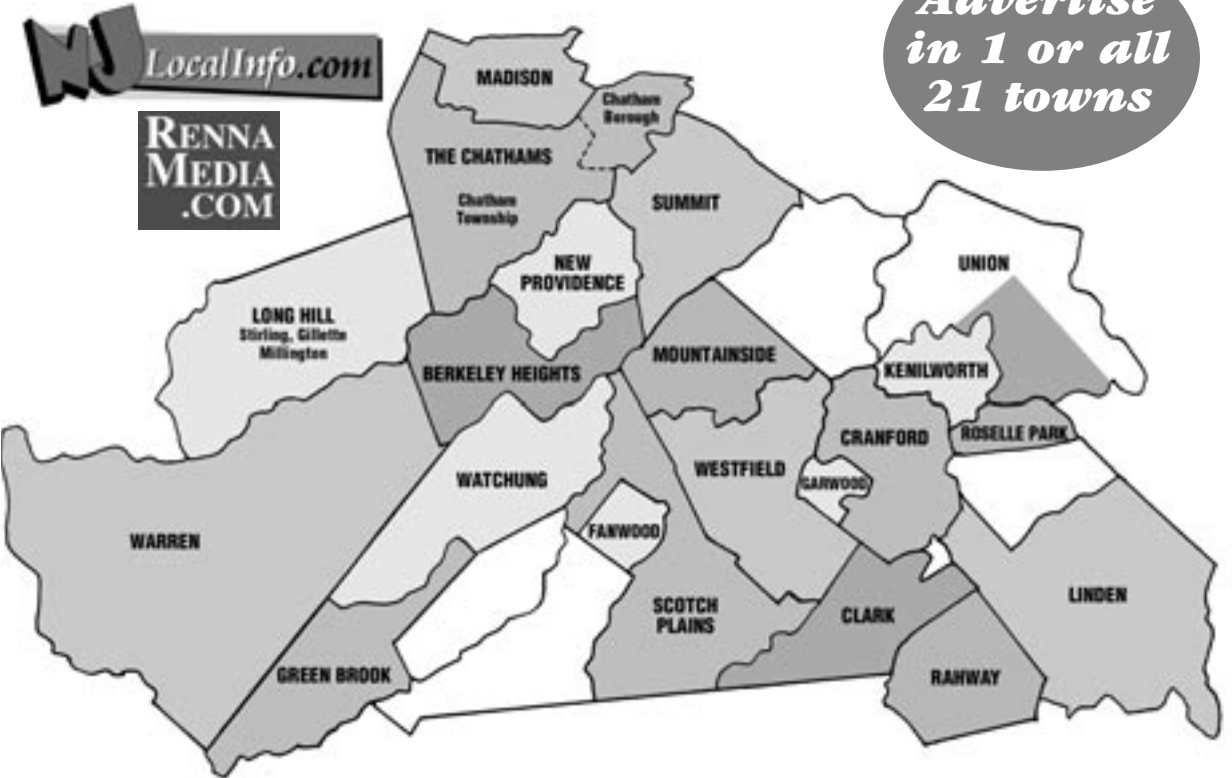 NJ LocalInfo.com
RENNA
MEDIA
.COM
Advertise
in 1 or all
21 towns
MADISON
Chatham
Borough
THE CHATHAMS
Chatham
Township
SUMMIT
NEW
PROVIDENCE
UNION
LONG HILL
Stirling, Gillette
Millington
BERKELEY HEIGHTS
MOUNTAINSIDE
KENILWORTH
CRANFORD
ROSELLE PARK
WATCHUNG
WESTFIELD
GARWOOD
WARREN
FANWOOD
SCOTCH
PLAINS
CLARK
LINDEN
GREEN BROOK
RAHWAY